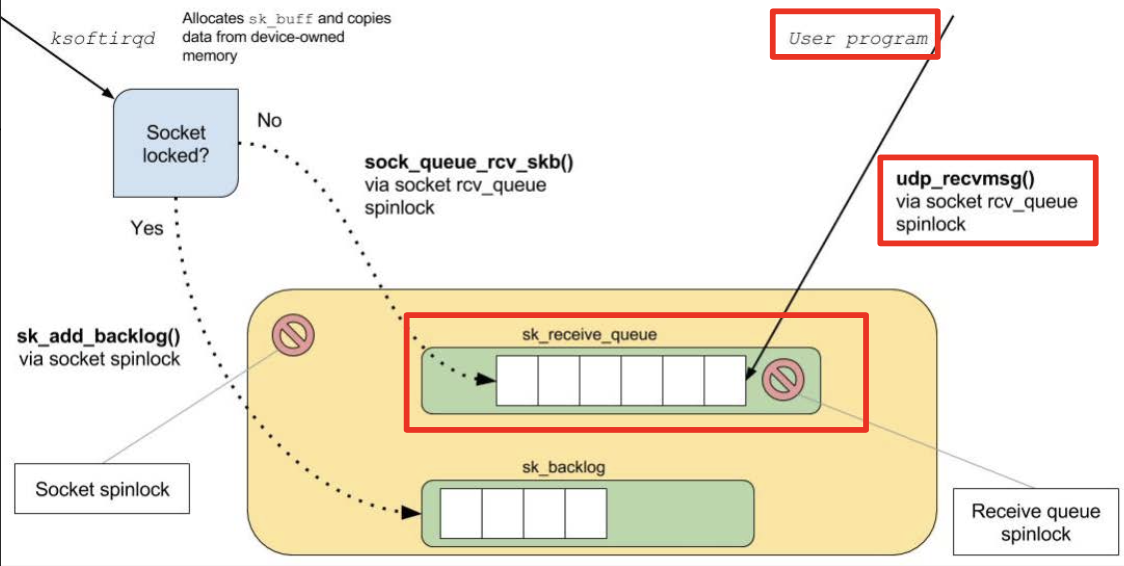 ksoftirqd
Allocates sk_buff and copies
data from device-owned
memory
User program
Socket
locked?
No
Yes
sock_queue_rcv_skb()
via socket rcv_queue
spinlock
udp_recvmsg()
via socket rcv_queue
spinlock
sk_add_backlog()
via socket spinlock
sk_receive_queue
sk_backlog
Socket spinlock
Receive queue
spinlock